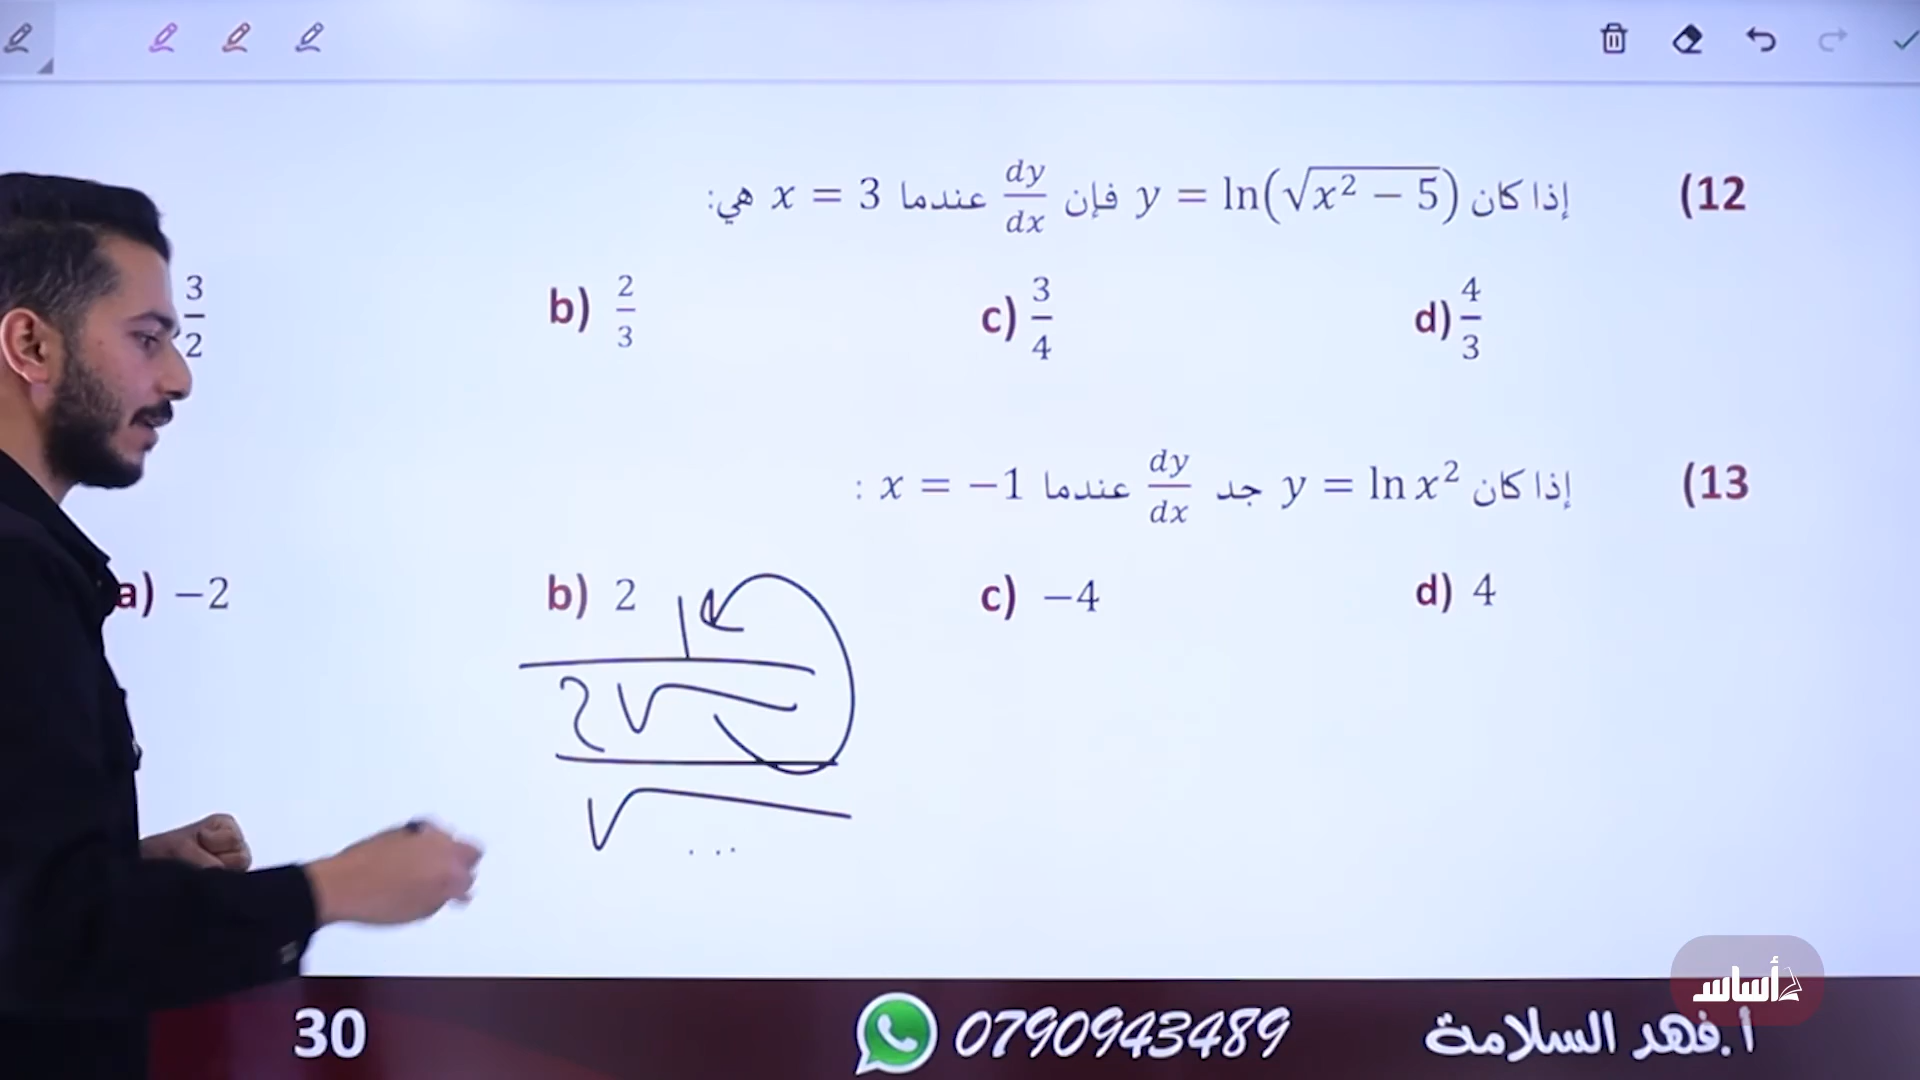 12) إذا كان y = ln(√(x² − 5)) فإن dy/dx عندما x = 3 هي:
3/2 b) 2/3 c) 3/4 d) 4/3
13) إذا كان y = ln x² جد dy/dx عندما x = −1 :
a) −2 b) 2 c) −4 d) 4
1
2√
√ ...
30 0790943489 أ.فهد السلامة
أساس